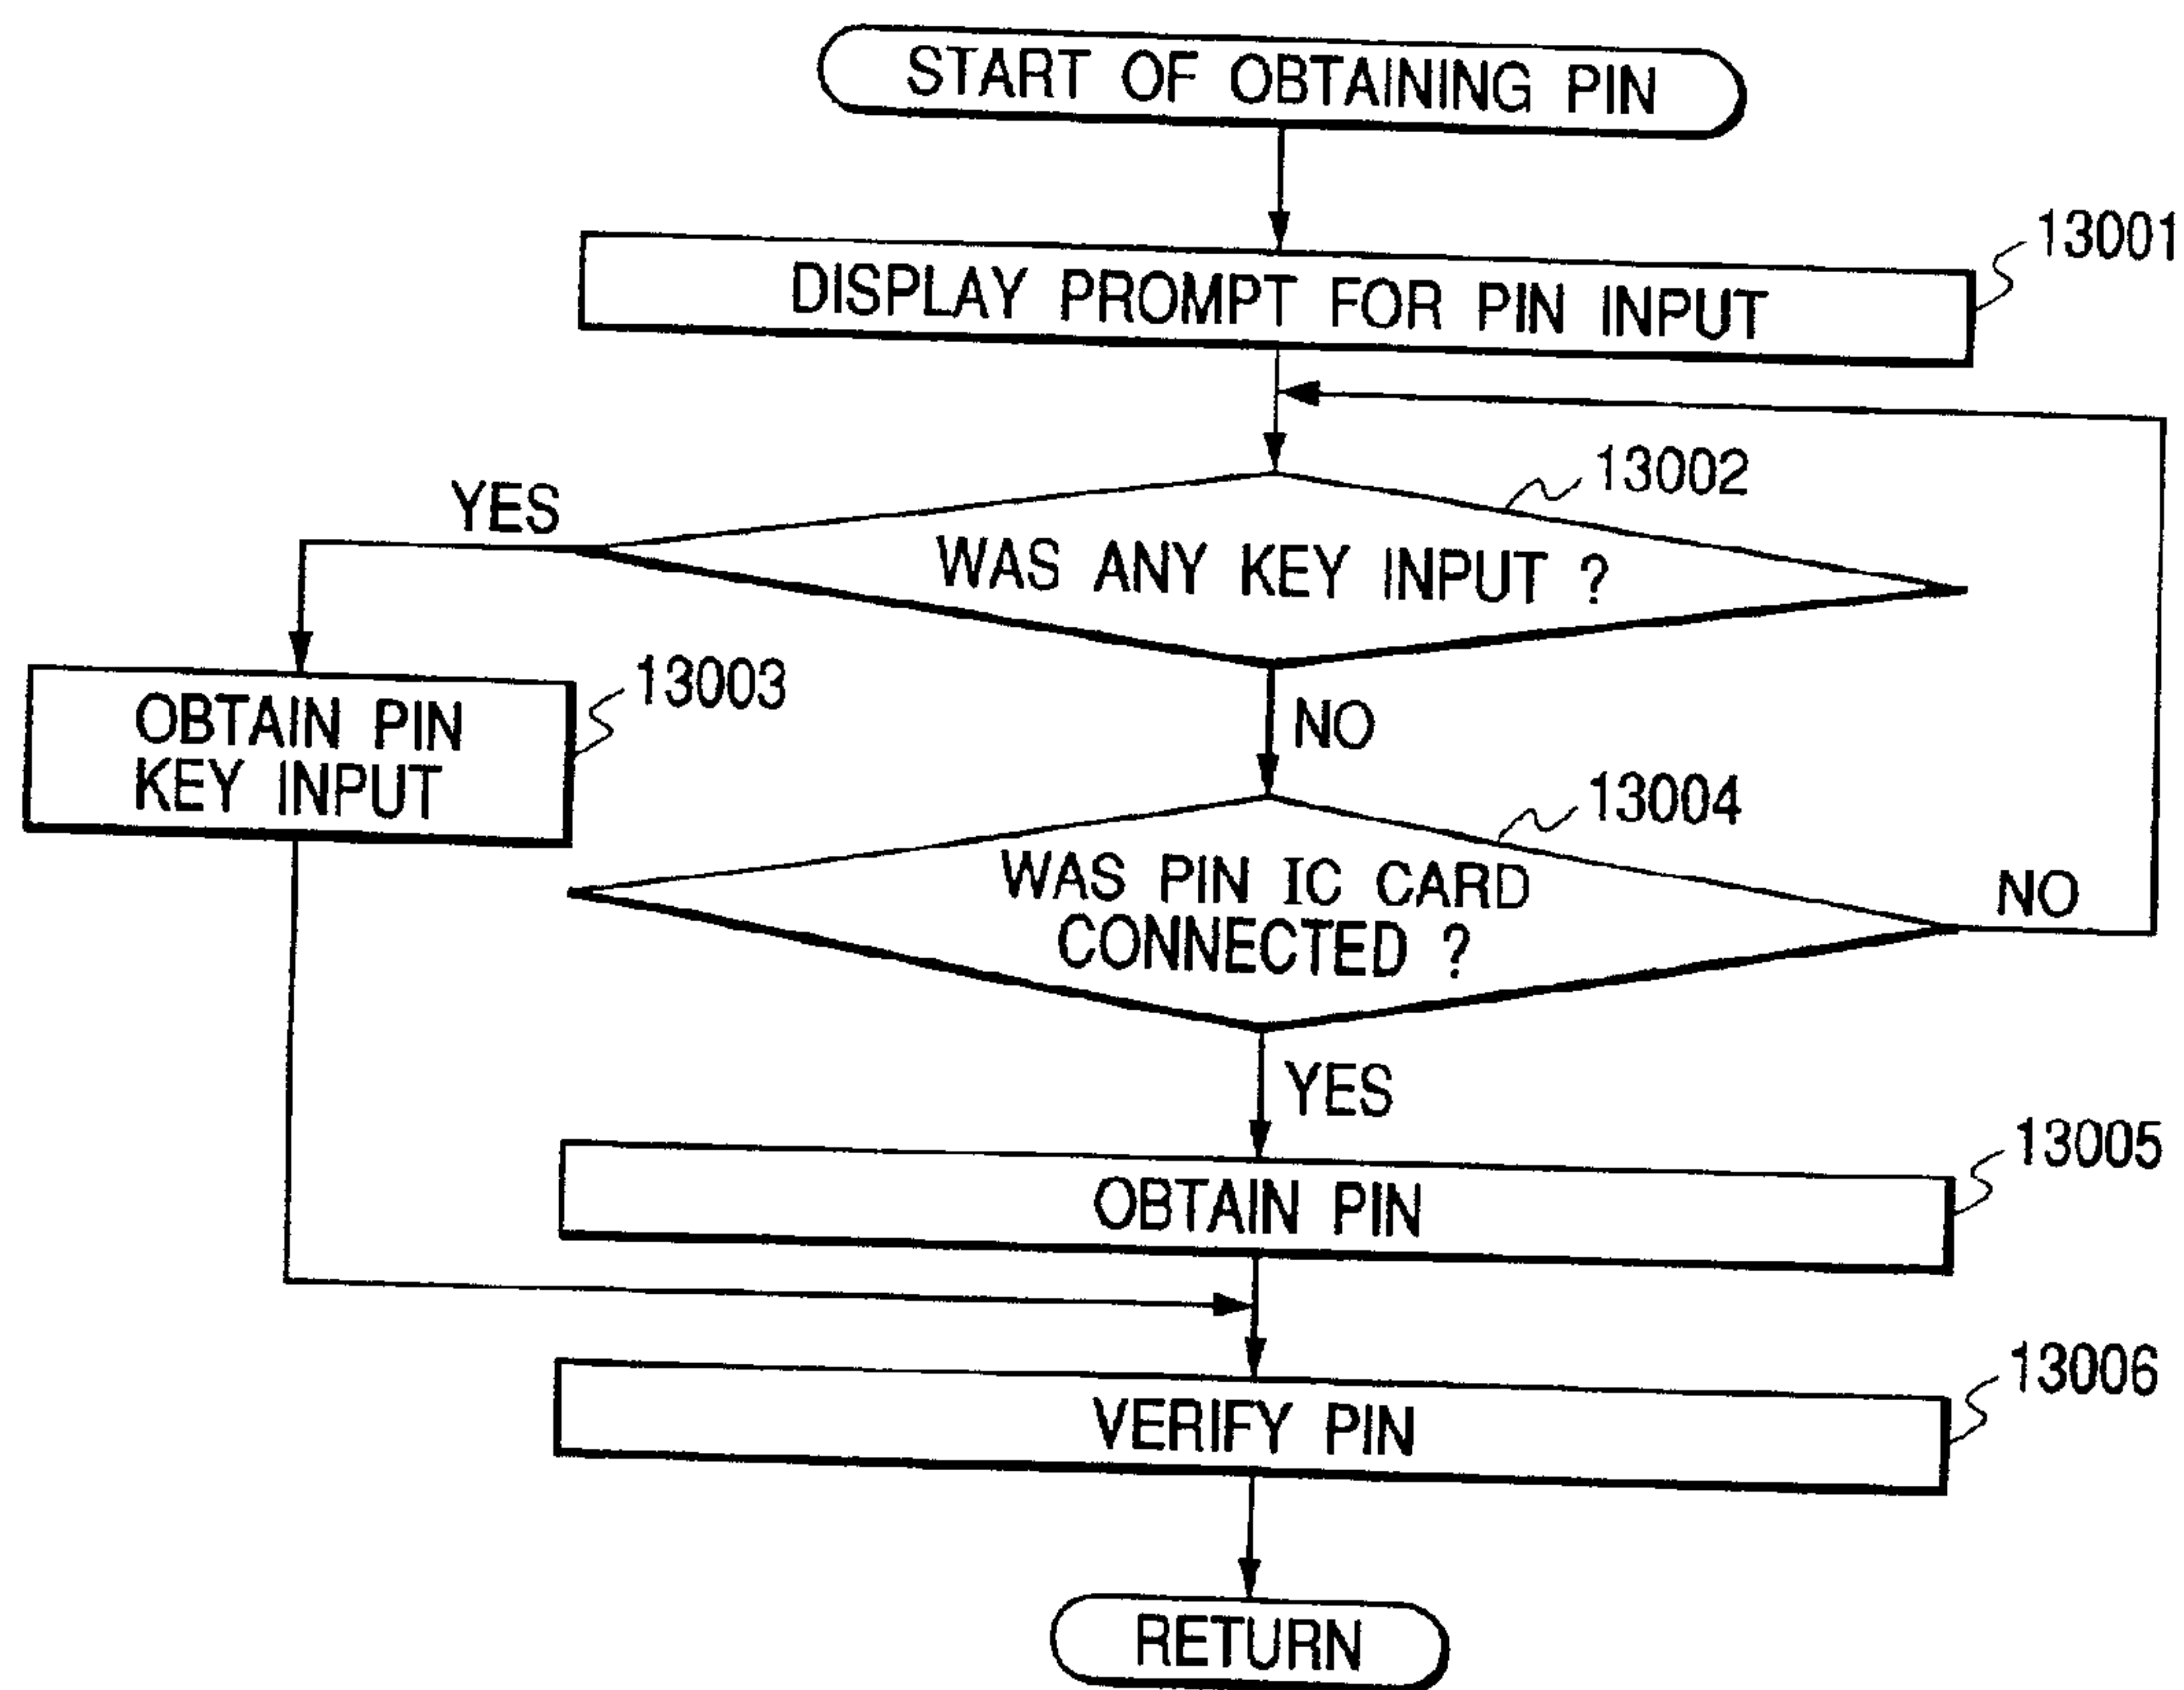 START OF OBTAINING PIN
13001
DISPLAY PROMPT FOR PIN INPUT
13002
YES
WAS ANY KEY INPUT ?
13003
OBTAIN PIN
KEY INPUT
NO
13004
WAS PIN IC CARD
CONNECTED ?
NO
YES
13005
OBTAIN PIN
13006
VERIFY PIN
RETURN